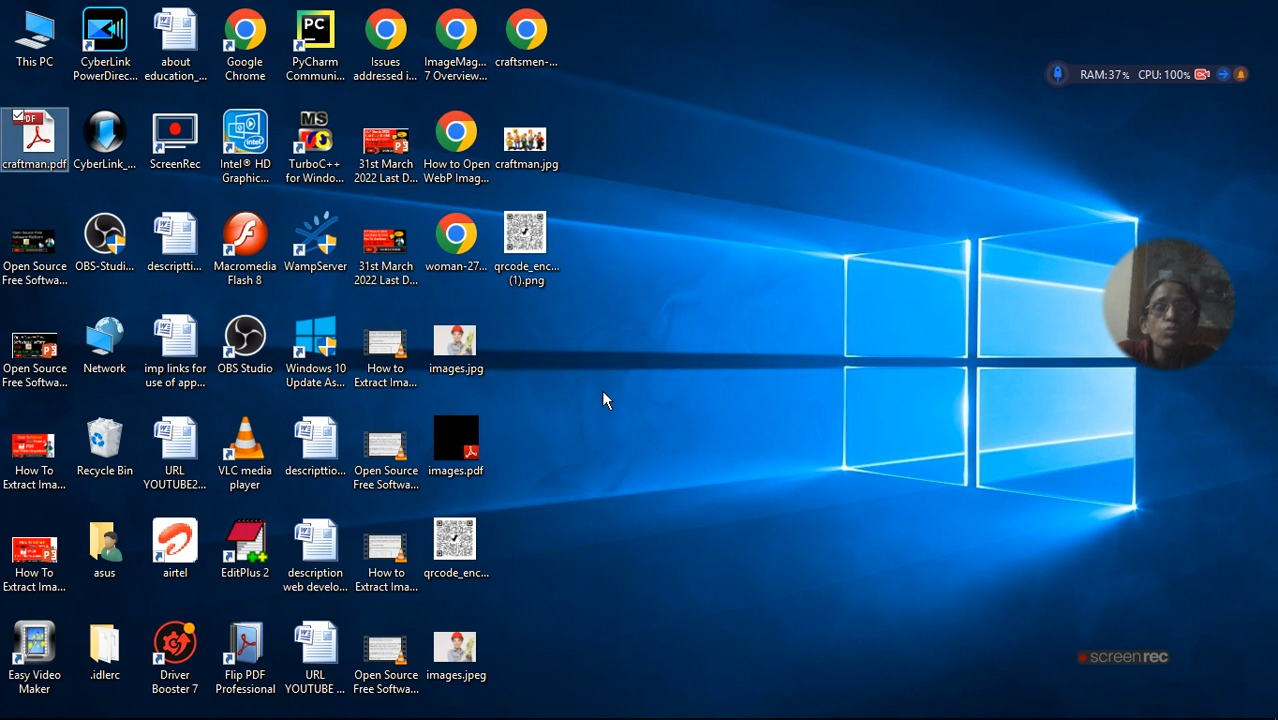 This PC
CyberLink
PowerDirec...
about
education_...
Google
Chrome
PC
PyCharm
Communi...
Issues
addressed i...
ImageMag...
7 Overview...
craftsmen-...
RAM:37% CPU: 100%
PDF
craftman.pdf
CyberLink_...
ScreenRec
Intel® HD
Graphic...
MS
TurboC++
for Windo...
31st March
2022 Last D...
How to Open
WebP Imag...
craftman.jpg
Open Source
Free Softwa...
OBS-Studi...
descriptti...
Macromedia
Flash 8
WampServer
31st March
2022 Last D...
woman-27...
qrcode_enc...
(1).png
Open Source
Free Softwa...
Network
imp links for
use of app...
OBS Studio
Windows 10
Update As...
How to
Extract Ima...
images.jpg
How To
Extract Ima...
Recycle Bin
URL
YOUTUBE2...
VLC media
player
descripttio...
Open Source
Free Softwa...
images.pdf
How To
Extract Ima...
asus
airtel
EditPlus 2
description
web develo...
How to
Extract Ima...
qrcode_enc...
Easy Video
Maker
.idlerc
Driver
Booster 7
Flip PDF
Professional
URL
YOUTUBE ...
Open Source
Free Softwa...
images.jpeg
screenrec